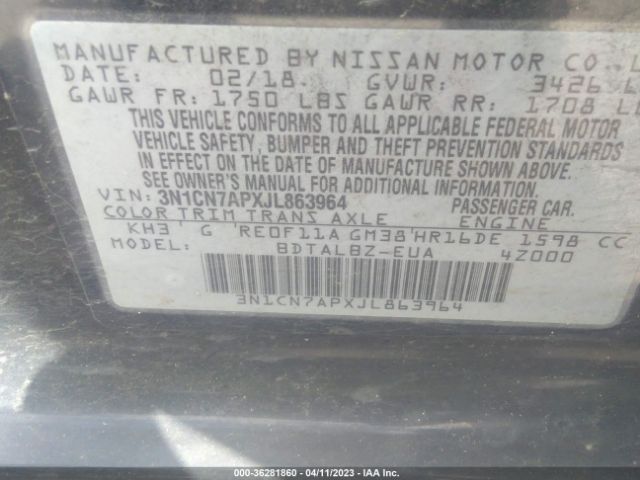 MANUFACTURED BY NISSAN MOTOR CO., L
DATE: 02/18. GVWR: 3426 L
GAWR FR: 1750 LBS GAWR RR: 1708 L
THIS VEHICLE CONFORMS TO ALL APPLICABLE FEDERAL MOTOR
VEHICLE SAFETY, BUMPER AND THEFT PREVENTION STANDARDS
IN EFFECT ON THE DATE OF MANUFACTURE SHOWN ABOVE.
SEE OWNER'S MANUAL FOR ADDITIONAL INFORMATION.
VIN: 3N1CN7APXJL863964 PASSENGER CAR.
COLOR TRIM TRANS AXLE ENGINE
KH3 G RE0F11A GM38 HR16DE 1598 CC
BDTALBZ-EUA 4Z000
3N1CN7APXJL863964
000-36281860 - 04/11/2023 - IAA, Inc.